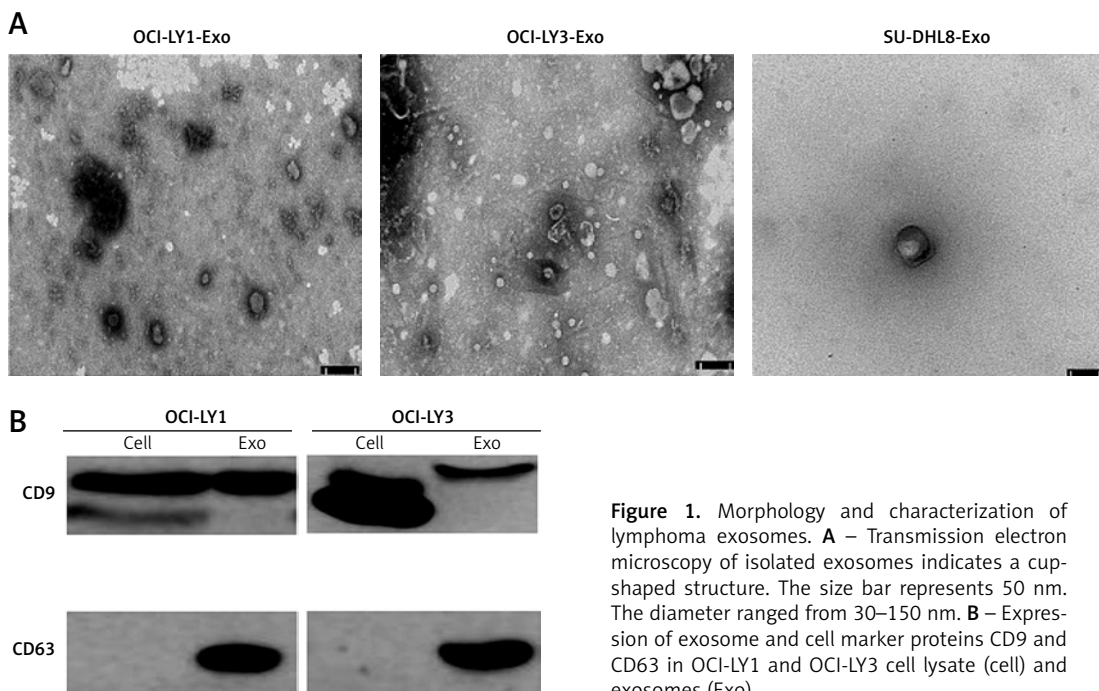 A
OCI-LY1-Exo
OCI-LY3-Exo
SU-DHL8-Exo
B
OCI-LY1
OCI-LY3
Cell
Exo
Cell
Exo
CD9
CD63
Figure 1. Morphology and characterization of
lymphoma exosomes. A – Transmission electron
microscopy of isolated exosomes indicates a cup-
shaped structure. The size bar represents 50 nm.
The diameter ranged from 30–150 nm. B – Expres-
sion of exosome and cell marker proteins CD9 and
CD63 in OCI-LY1 and OCI-LY3 cell lysate (cell) and
exosomes (Exo)